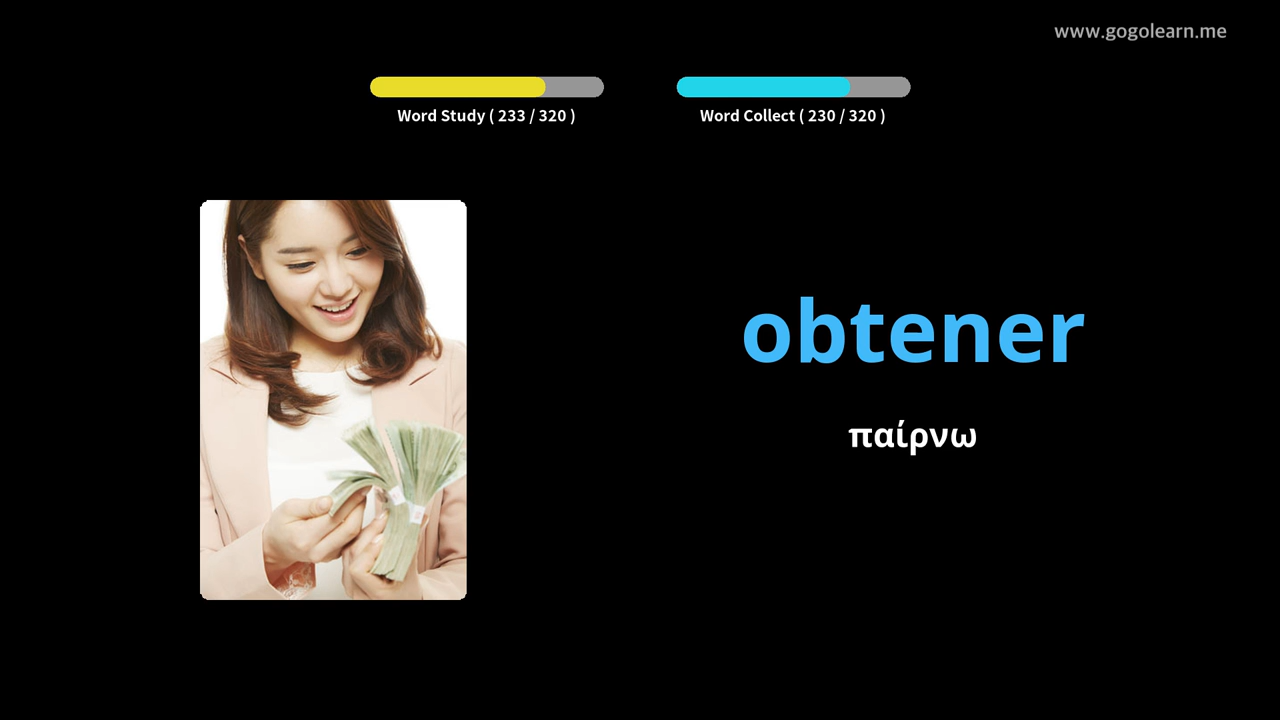 www.gogolearn.me
Word Study ( 233 / 320 )
Word Collect ( 230 / 320 )
obtener
παίρνω